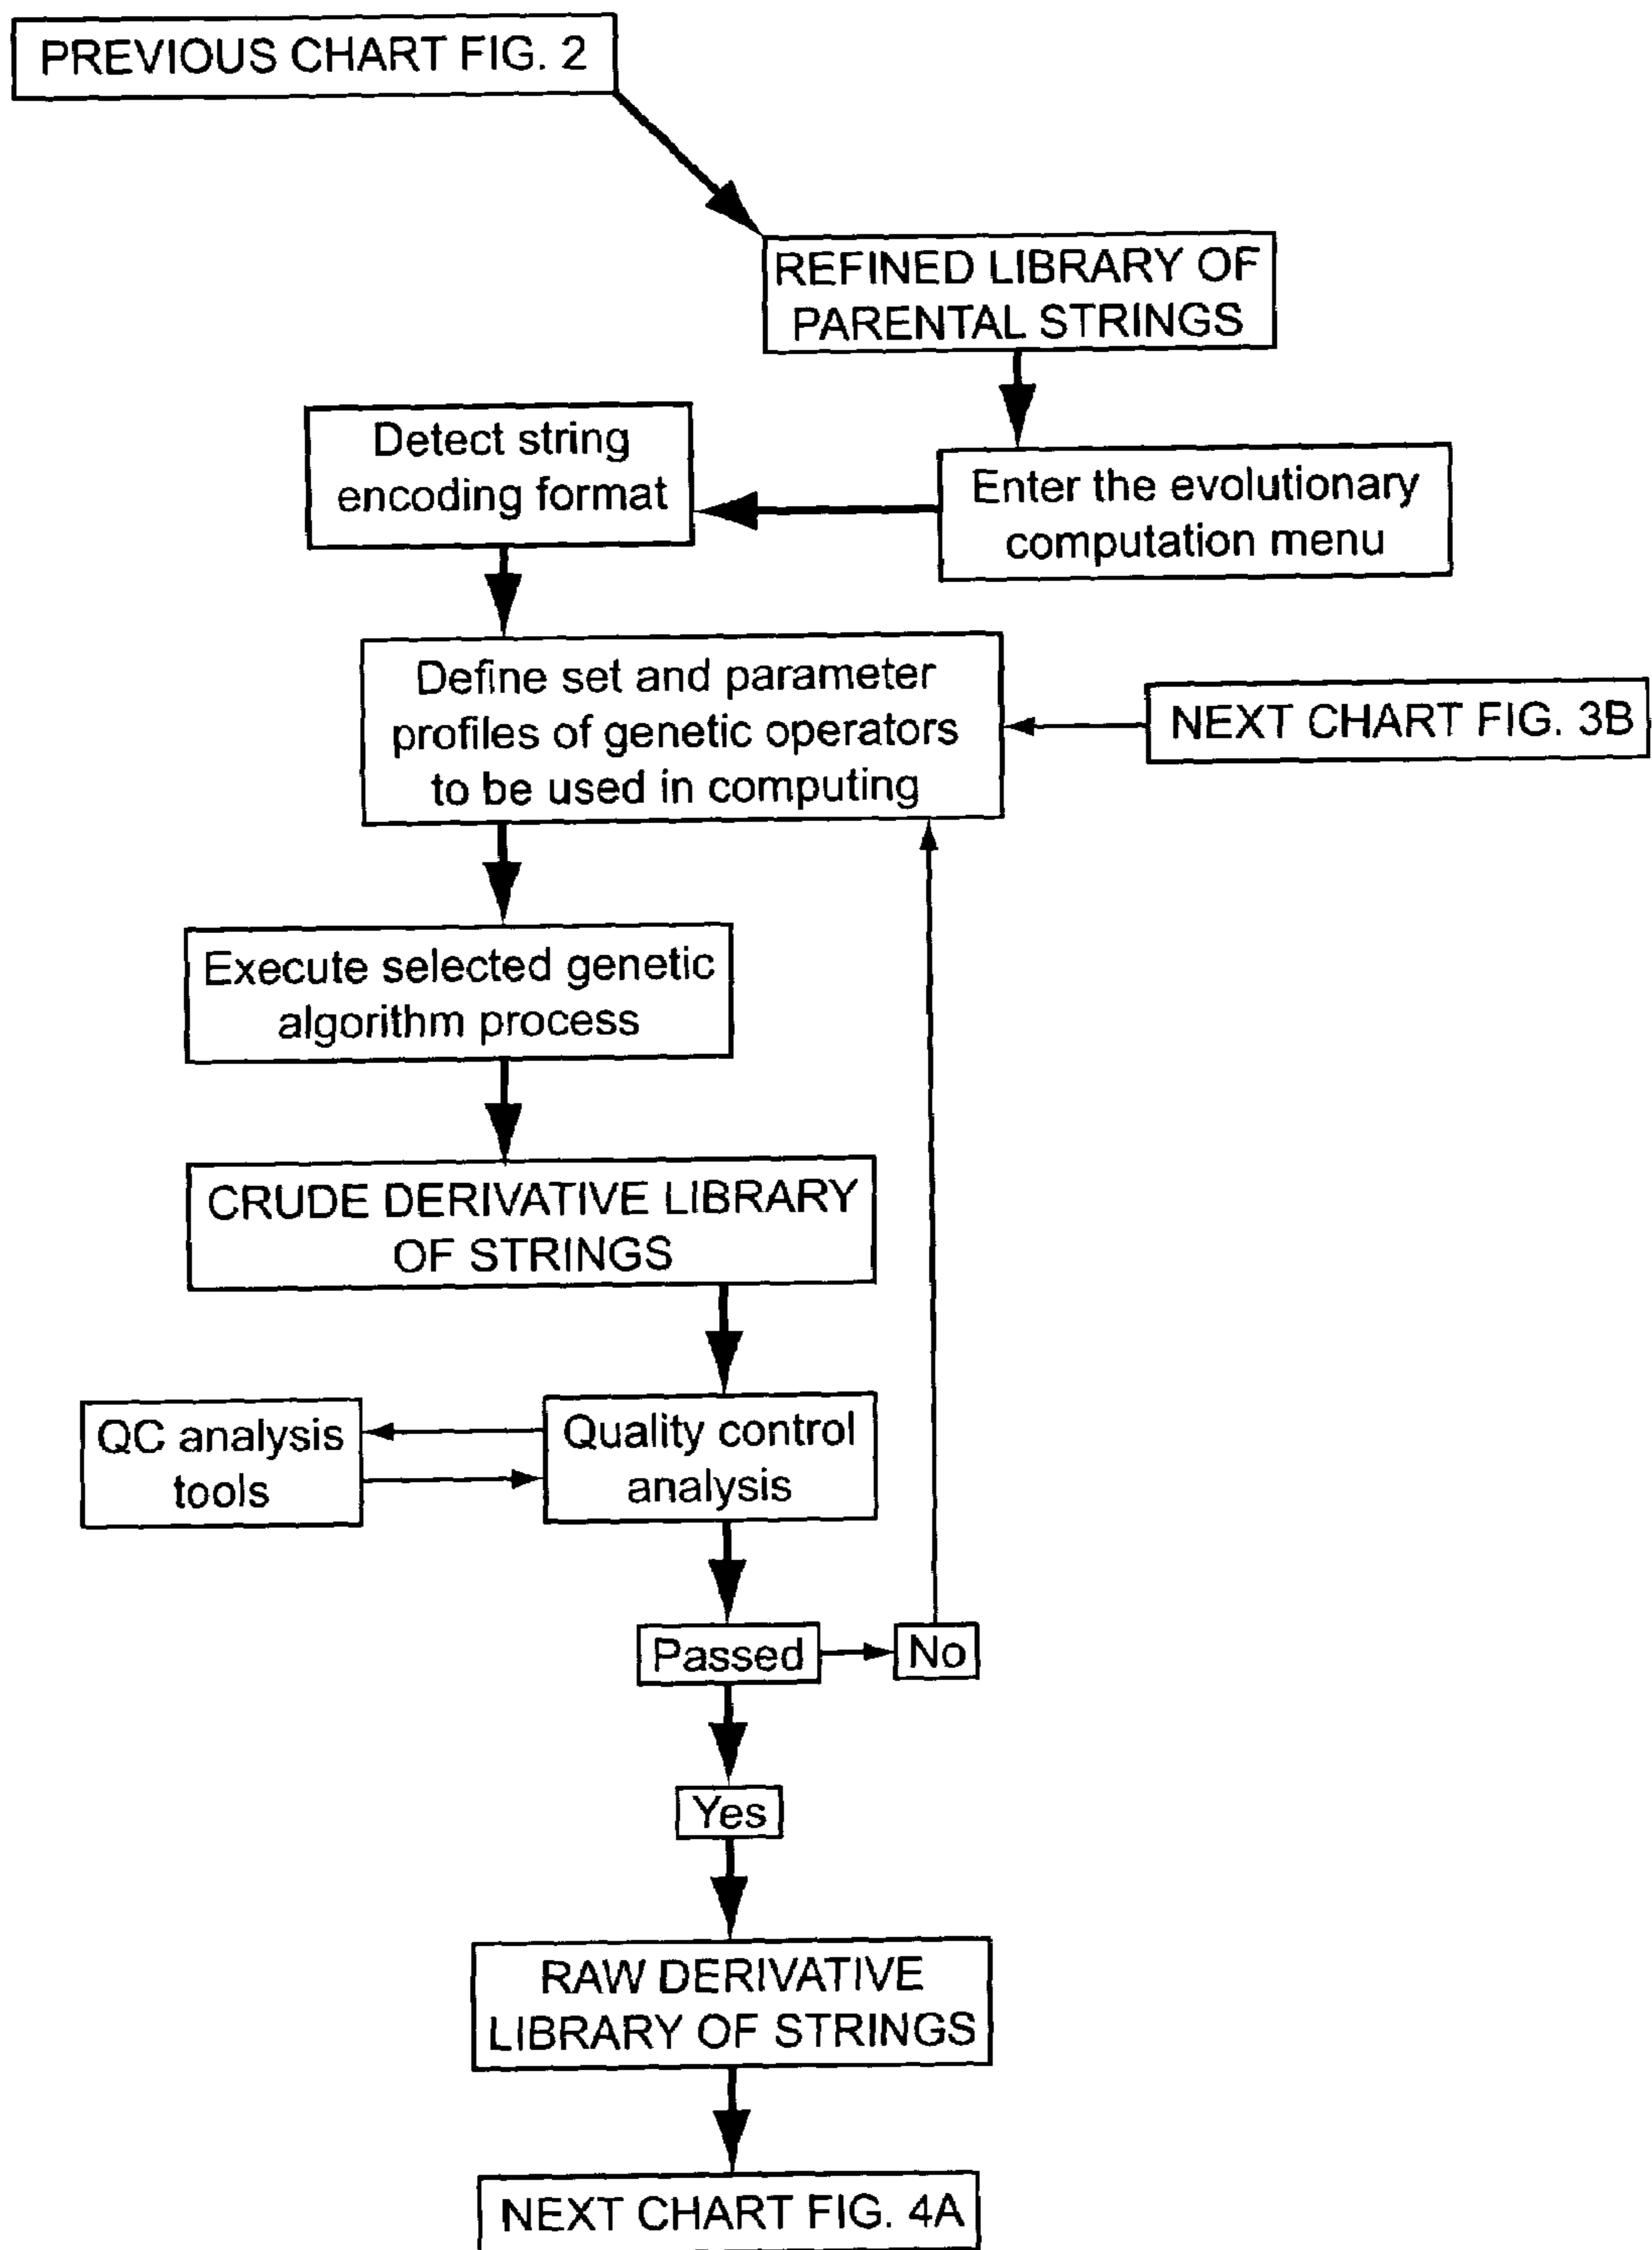 PREVIOUS CHART FIG. 2
REFINED LIBRARY OF
PARENTAL STRINGS
Detect string
encoding format
Enter the evolutionary
computation menu
Define set and parameter
profiles of genetic operators
to be used in computing
NEXT CHART FIG. 3B
Execute selected genetic
algorithm process
CRUDE DERIVATIVE LIBRARY
OF STRINGS
QC analysis
tools
Quality control
analysis
Passed
No
Yes
RAW DERIVATIVE
LIBRARY OF STRINGS
NEXT CHART FIG. 4A